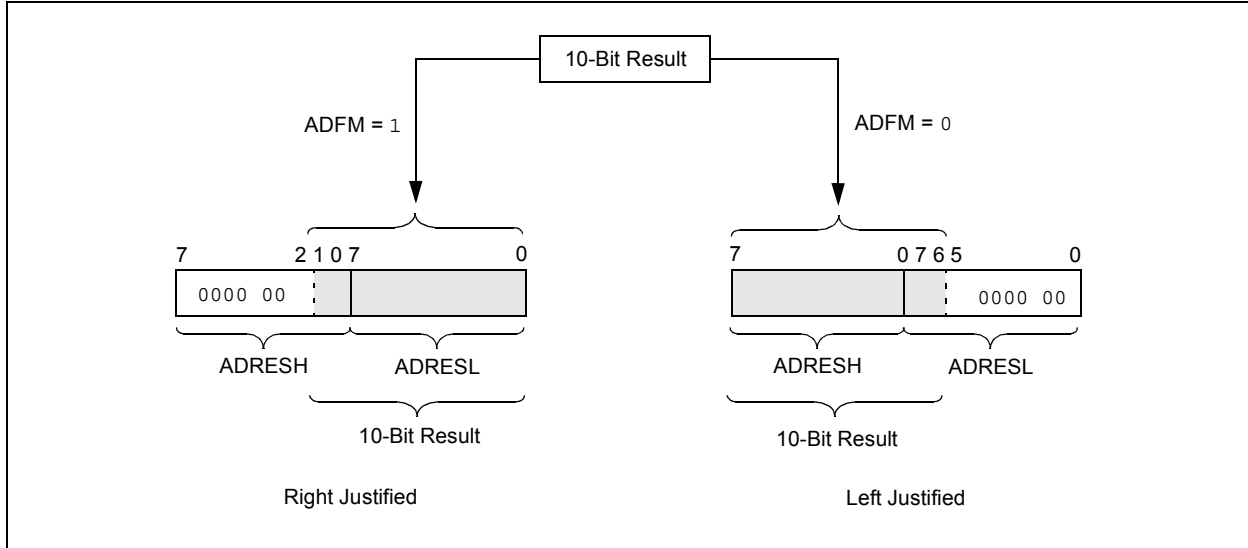 10-Bit Result
ADFM = 1
ADFM = 0
7 2 1 0 7 0
7 0 7 6 5 0
0000 00
0000 00
ADRESH ADRESL
ADRESH ADRESL
10-Bit Result
10-Bit Result
Right Justified
Left Justified